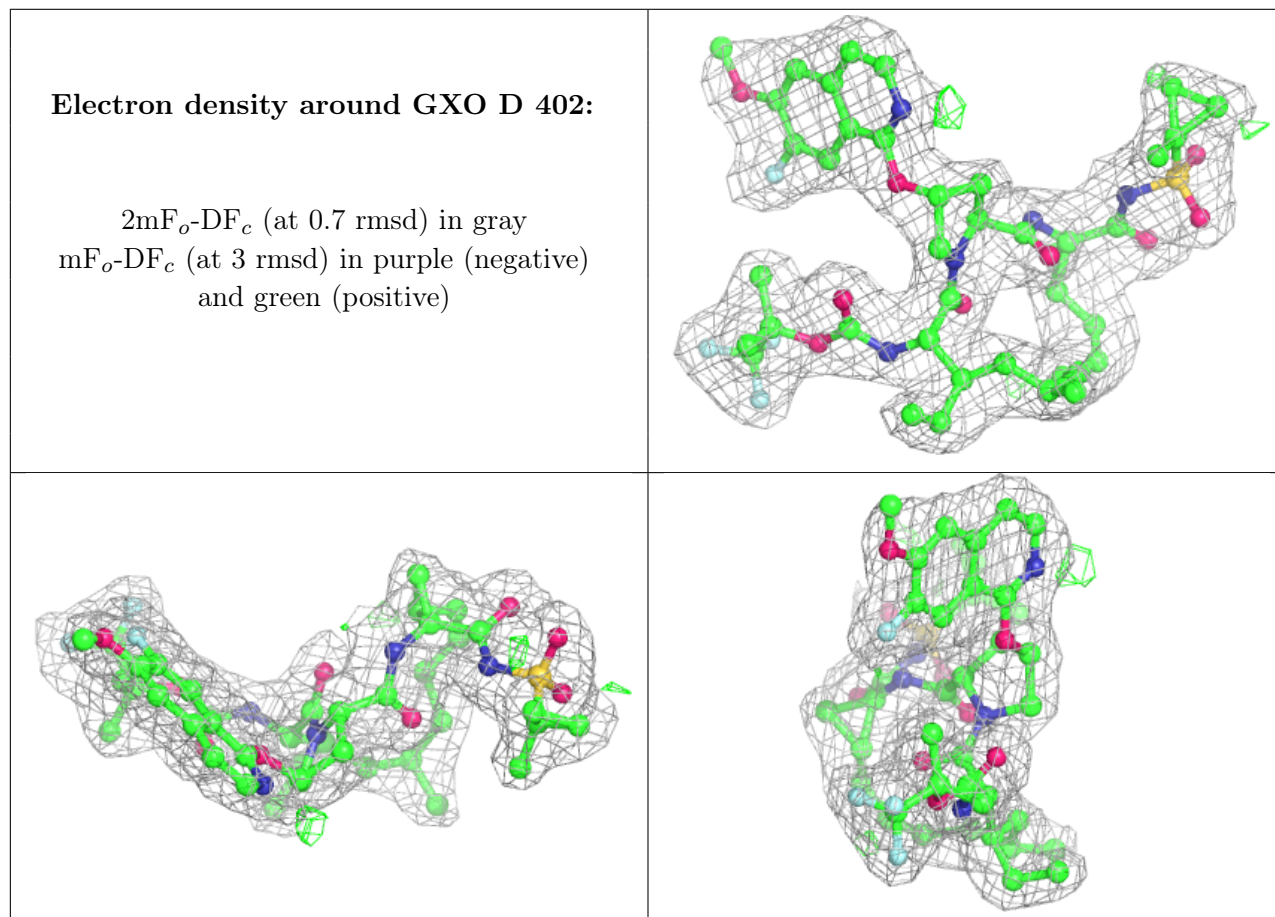 Electron density around GXO D 402:
2mFₒ-DF𝒸 (at 0.7 rmsd) in gray
mFₒ-DF𝒸 (at 3 rmsd) in purple (negative)
and green (positive)